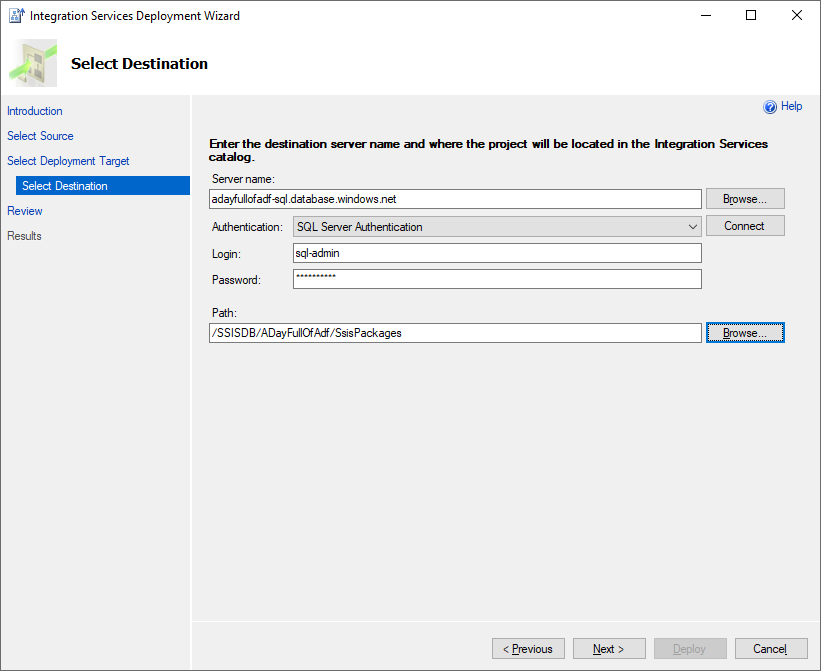 Integration Services Deployment Wizard
Select Destination
Introduction
Select Source
Select Deployment Target
Select Destination
Review
Results
Help
Enter the destination server name and where the project will be located in the Integration Services
catalog.
Server name:
adayfullofadf-sql.database.windows.net
Browse...
Authentication:
SQL Server Authentication
Connect
Login:
sql-admin
Password:
**********
Path:
/SSISDB/ADayFullOfAdf/SsisPackages
Browse...
< Previous
Next >
Deploy
Cancel